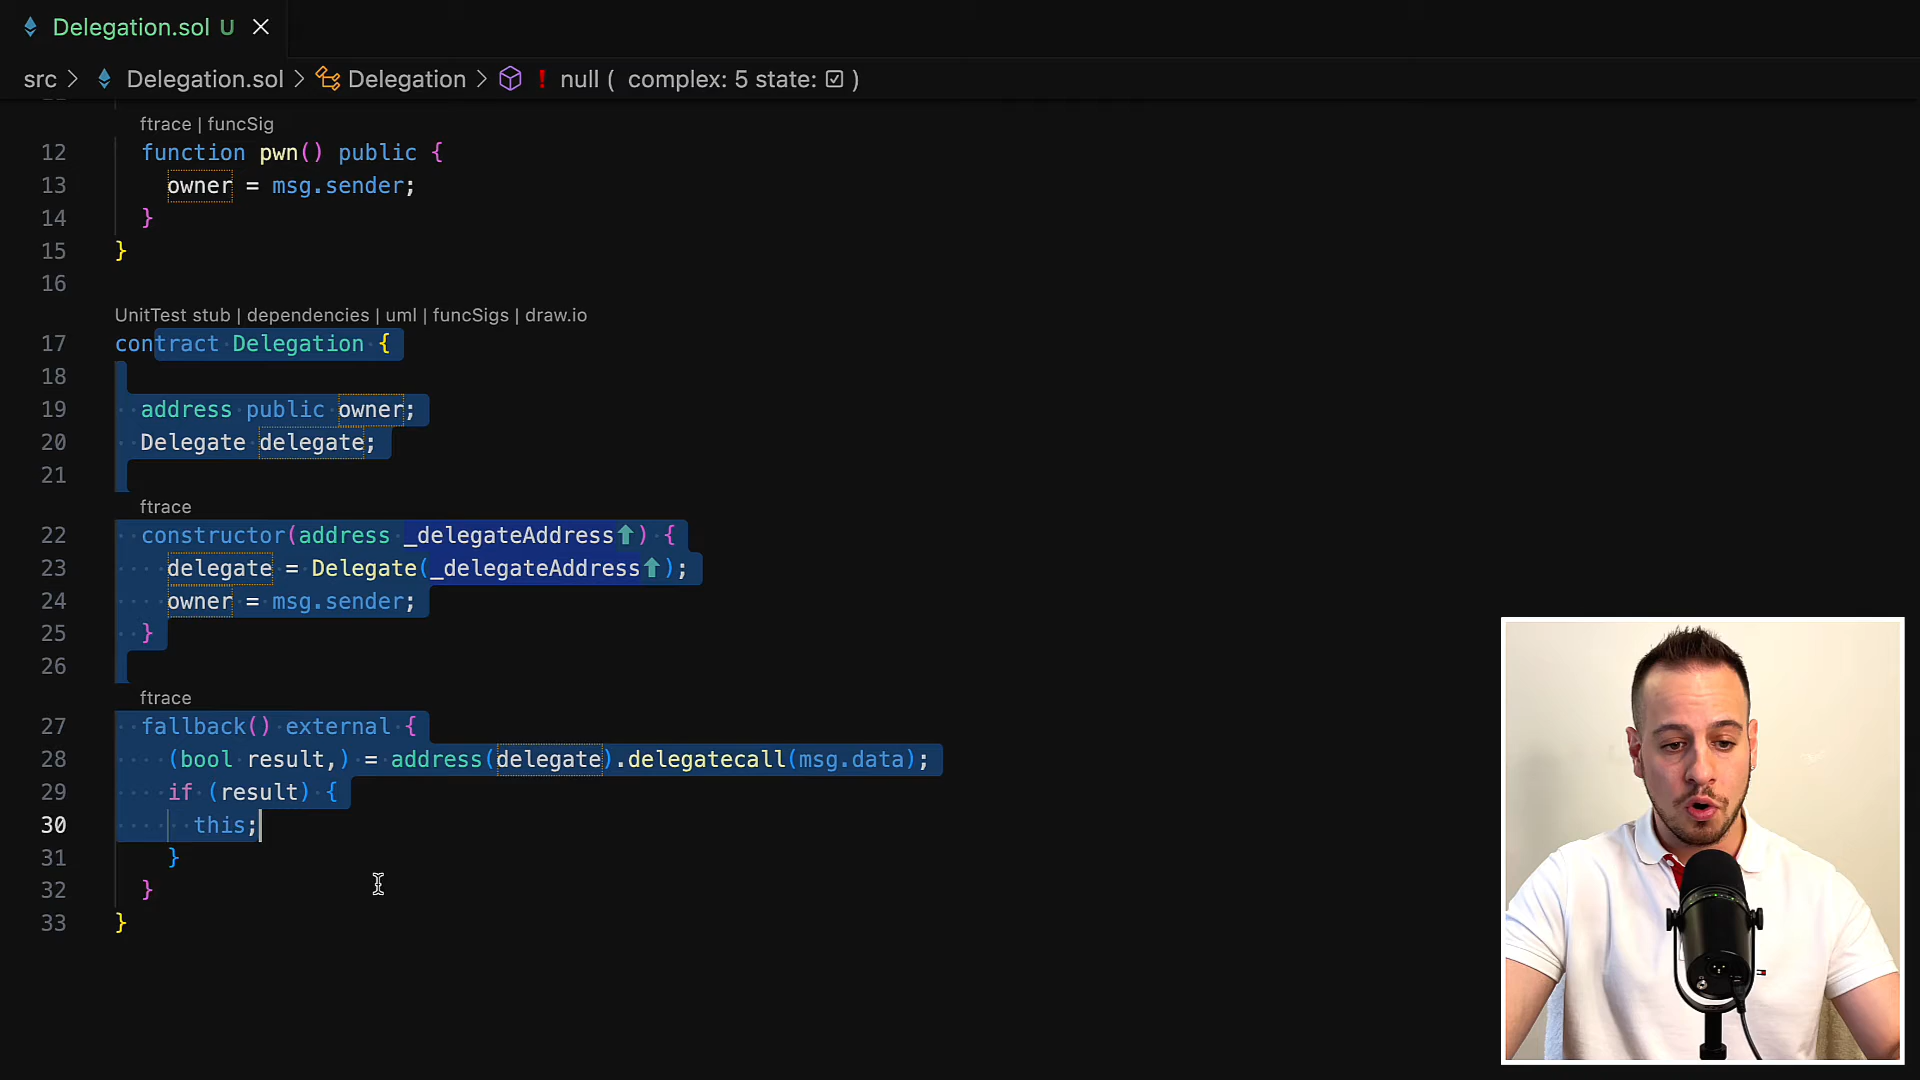 Delegation.sol U
src > Delegation.sol > Delegation > ! null ( complex: 5 state: ☑ )
ftrace | funcSig
12 function pwn() public {
13 owner = msg.sender;
14 }
15 }
16
UnitTest stub | dependencies | uml | funcSigs | draw.io
17 contract Delegation {
18
19 address public owner;
20 Delegate delegate;
21
ftrace
22 constructor(address _delegateAddress⬆) {
23 delegate = Delegate(_delegateAddress⬆);
24 owner = msg.sender;
25 }
26
ftrace
27 fallback() external {
28 (bool result,) = address(delegate).delegatecall(msg.data);
29 if (result) {
30 this;
31 }
32 }
33 }